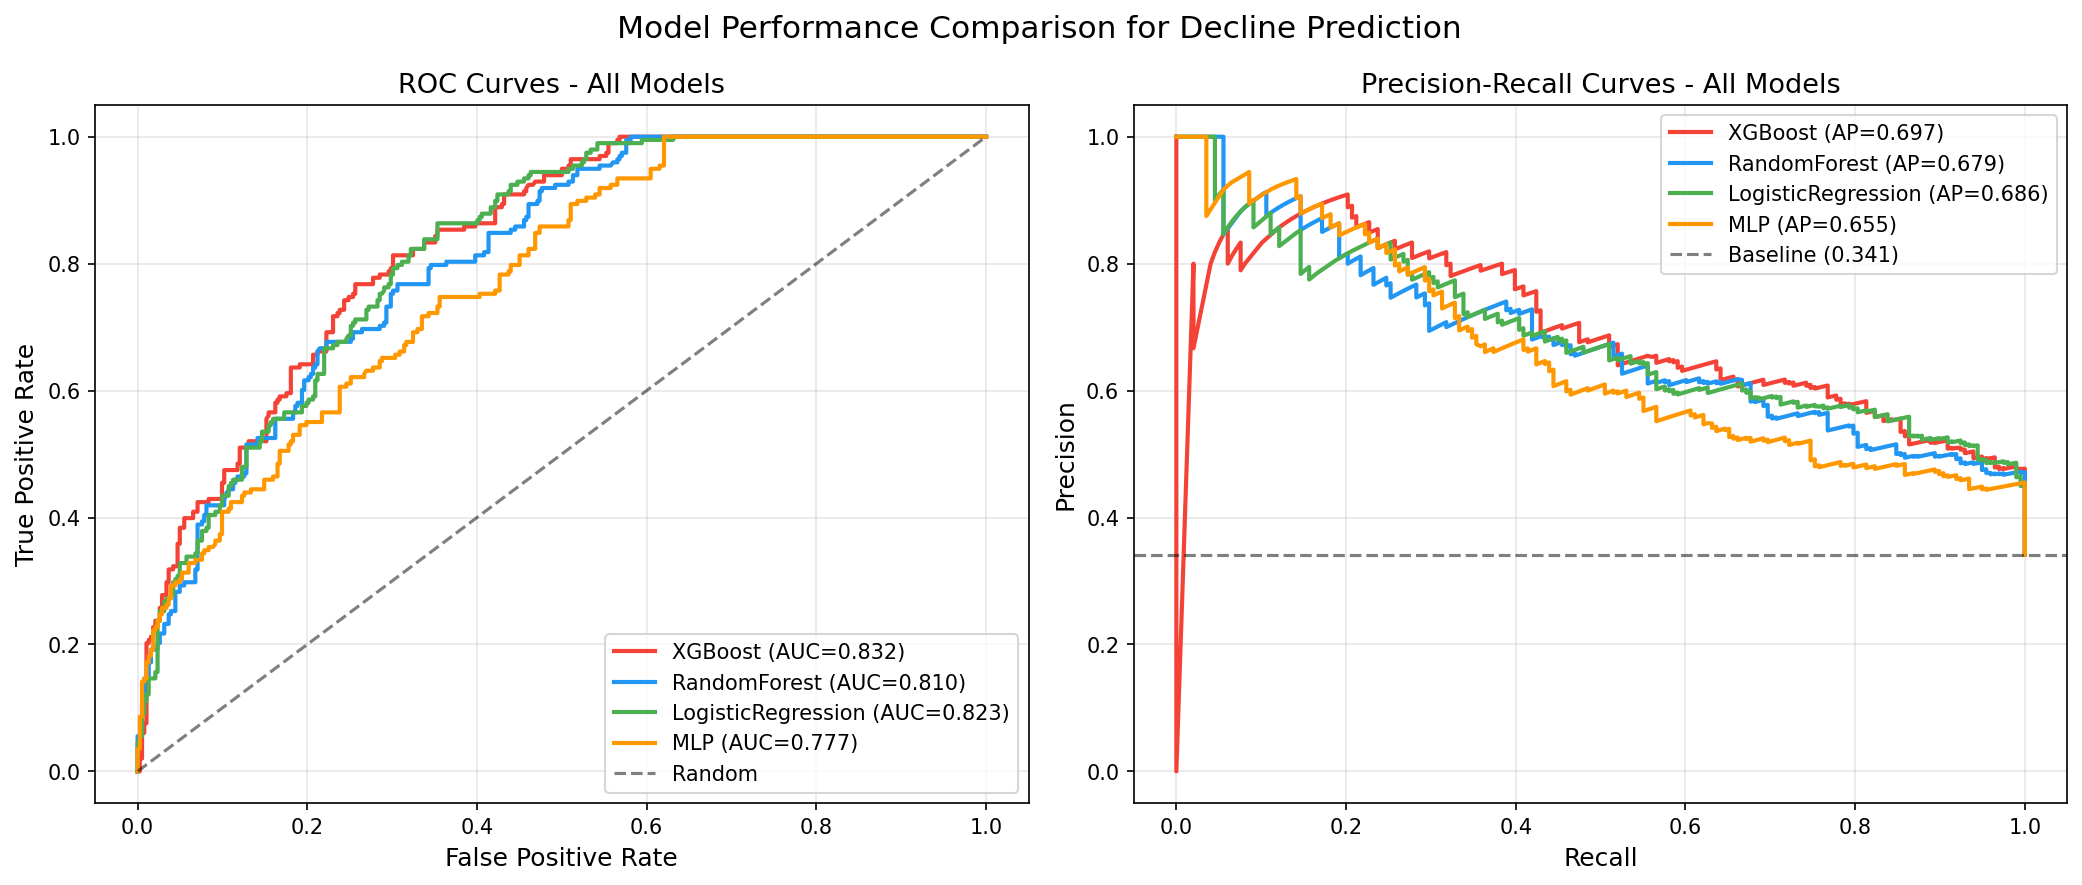 Model Performance Comparison for Decline Prediction
ROC Curves - All Models
True Positive Rate
1.0
0.8
0.6
0.4
0.2
0.0
XGBoost (AUC=0.832)
RandomForest (AUC=0.810)
LogisticRegression (AUC=0.823)
MLP (AUC=0.777)
Random
0.0 0.2 0.4 0.6 0.8 1.0
False Positive Rate
Precision-Recall Curves - All Models
Precision
1.0
0.8
0.6
0.4
0.2
0.0
XGBoost (AP=0.697)
RandomForest (AP=0.679)
LogisticRegression (AP=0.686)
MLP (AP=0.655)
Baseline (0.341)
0.0 0.2 0.4 0.6 0.8 1.0
Recall